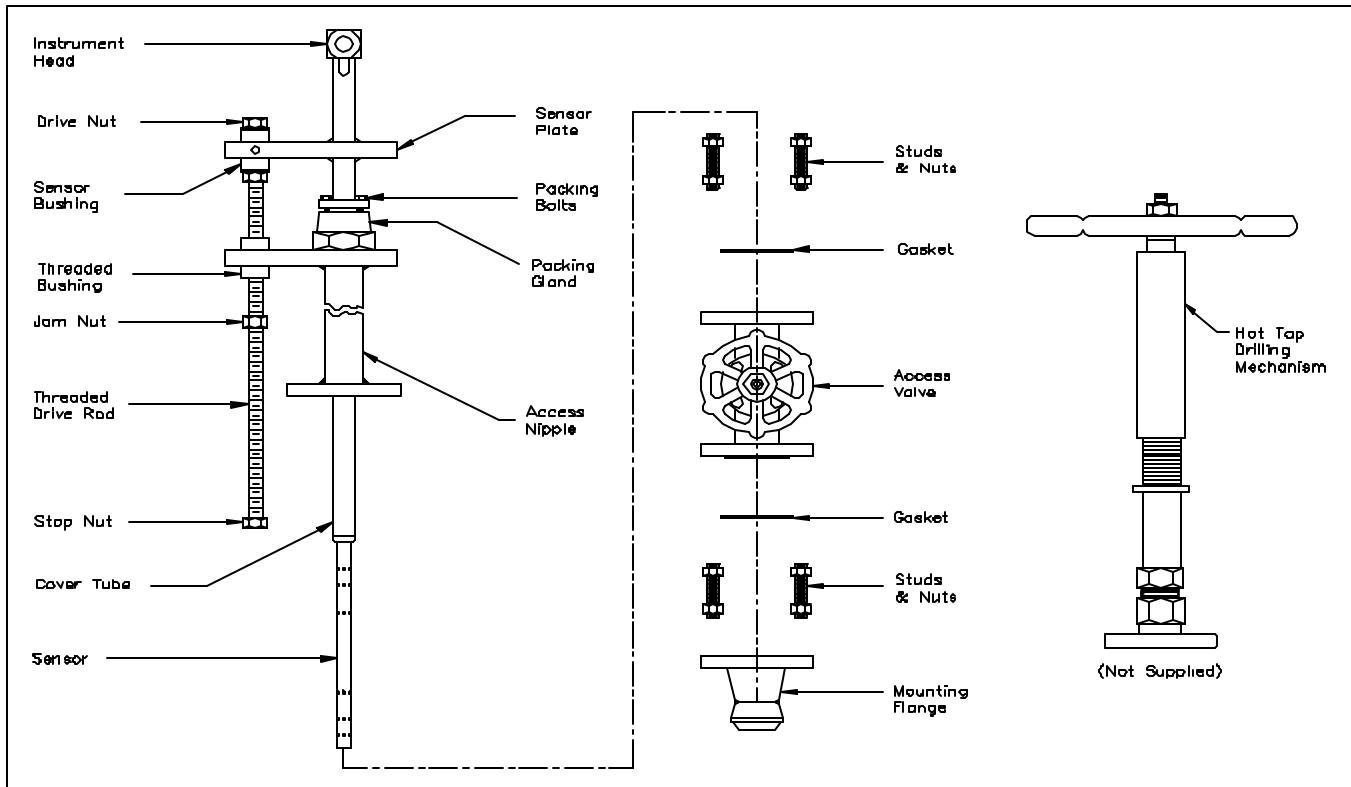 Instrument
Head
Drive Nut
Sensor
Bushing
Threaded
Bushing
Jam Nut
Threaded
Drive Rod
Stop Nut
Cover Tube
Sensor
Sensor
Plate
Packing
Bolts
Packing
Gland
Access
Nipple
Studs
& Nuts
Gasket
Access
Valve
Gasket
Studs
& Nuts
Mounting
Flange
Hot Tap
Drilling
Mechanism
(Not Supplied)